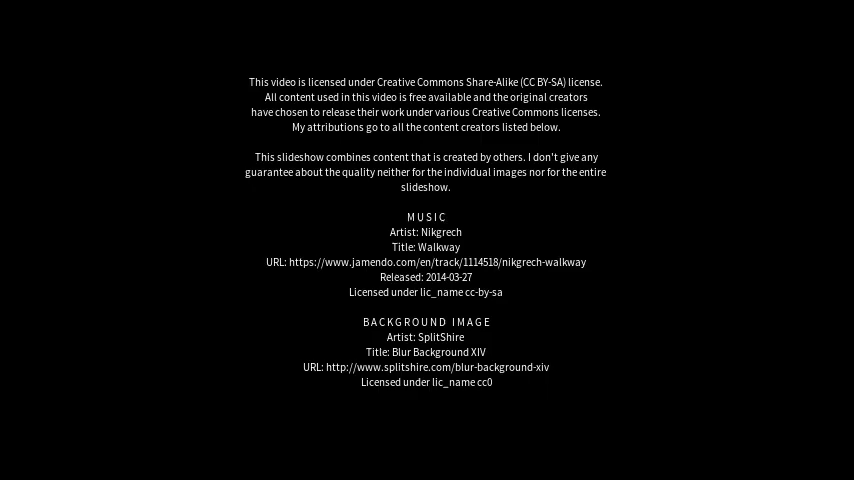 This video is licensed under Creative Commons Share-Alike (CC BY-SA) license.
All content used in this video is free available and the original creators
have chosen to release their work under various Creative Commons licenses.
My attributions go to all the content creators listed below.
This slideshow combines content that is created by others. I don't give any
guarantee about the quality neither for the individual images nor for the entire
slideshow.
MUSIC
Artist: Nikgrech
Title: Walkway
URL: https://www.jamendo.com/en/track/1114518/nikgrech-walkway
Released: 2014-03-27
Licensed under lic_name cc-by-sa
BACKGROUND IMAGE
Artist: SplitShire
Title: Blur Background XIV
URL: http://www.splitshire.com/blur-background-xiv
Licensed under lic_name cc0